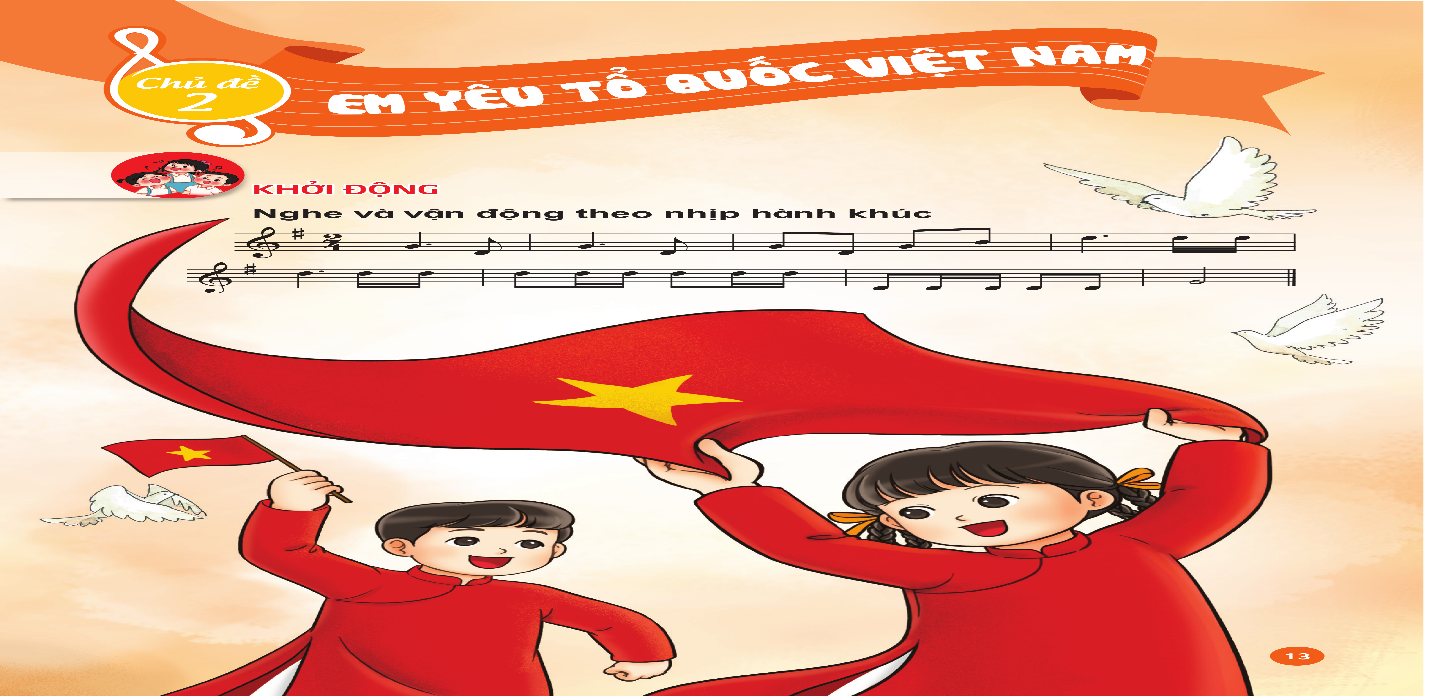 Chủ đề
2
EM YÊU TỔ QUỐC VIỆT NAM
KHỞI ĐỘNG
Nghe và vận động theo nhịp hành khúc
13